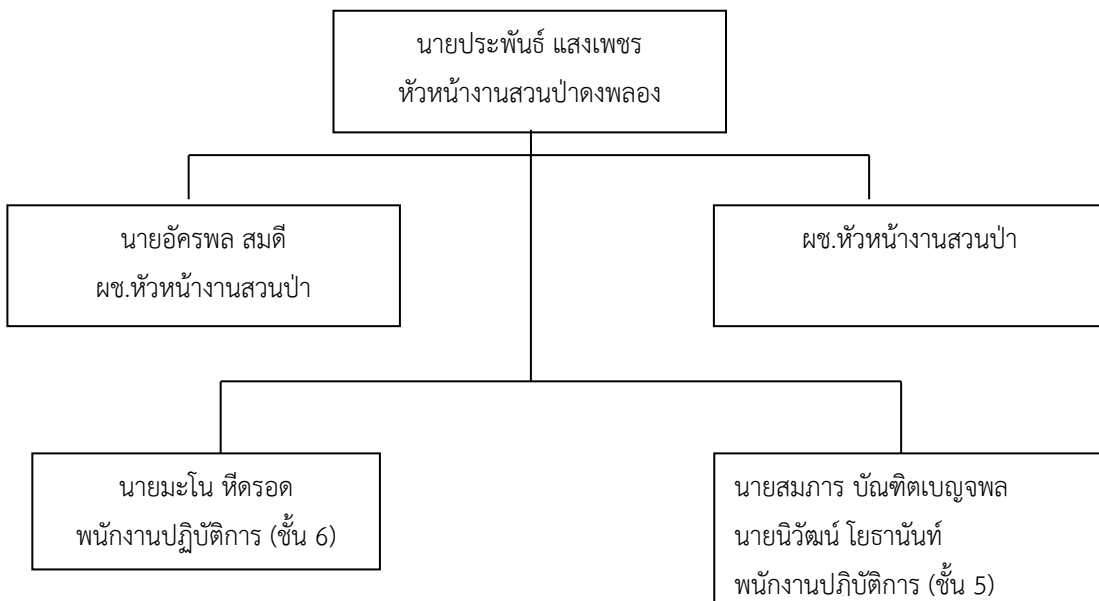 นายประพันธ์ แสงเพชร
หัวหน้างานสวนป่าดงพลอง
นายอัครพล สมดี
ผช.หัวหน้างานสวนป่า
ผช.หัวหน้างานสวนป่า
นายมะโน หีดรอด
พนักงานปฏิบัติการ (ชั้น 6)
นายสมภาร บัณฑิตเบญจพล
นายนิวัฒน์ โยธานันท์
พนักงานปฏิบัติการ (ชั้น 5)